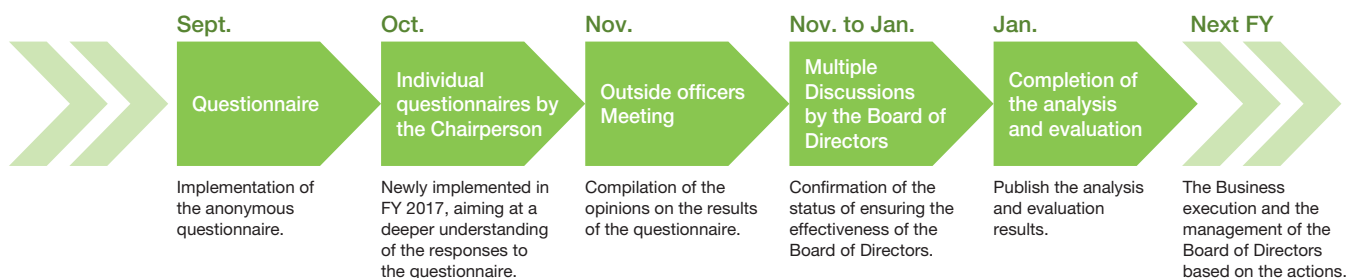 Sept.
Questionnaire
Implementation of
the anonymous
questionnaire.
Oct.
Individual
questionnaires by
the Chairperson
Newly implemented in
FY 2017, aiming at a
deeper understanding
of the responses to
the questionnaire.
Nov.
Outside officers
Meeting
Compilation of the
opinions on the results
of the questionnaire.
Nov. to Jan.
Multiple
Discussions
by the Board of
Directors
Confirmation of the
status of ensuring the
effectiveness of the
Board of Directors.
Jan.
Completion of
the analysis
and evaluation
Publish the analysis
and evaluation
results.
Next FY
The Business
execution and the
management of the
Board of Directors
based on the actions.